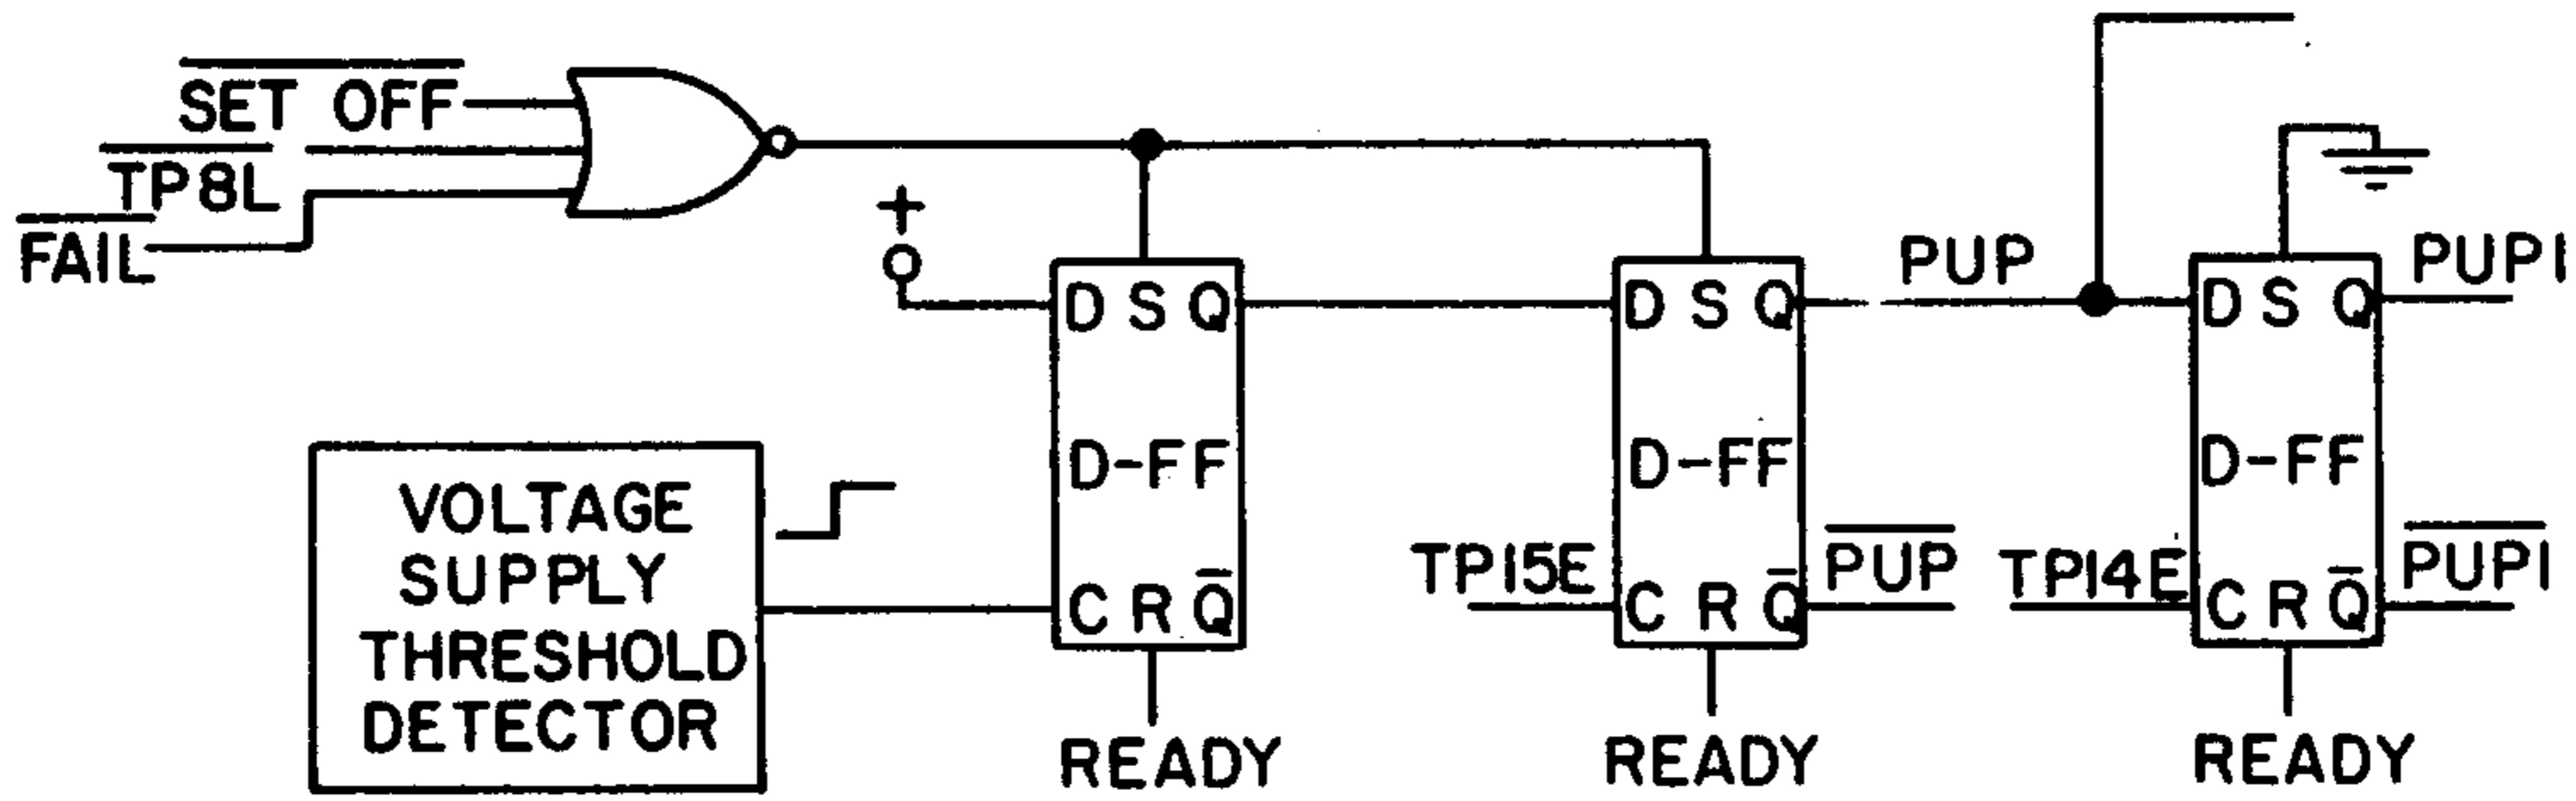 SET OFF
TP8L
FAIL
+
PUP
PUP1
D S Q
D S Q
D S Q
D-FF
D-FF
D-FF
VOLTAGE
SUPPLY
THRESHOLD
DETECTOR
TP15E
PUP
TP14E
PUP1
C R Q
C R Q
C R Q
READY
READY
READY